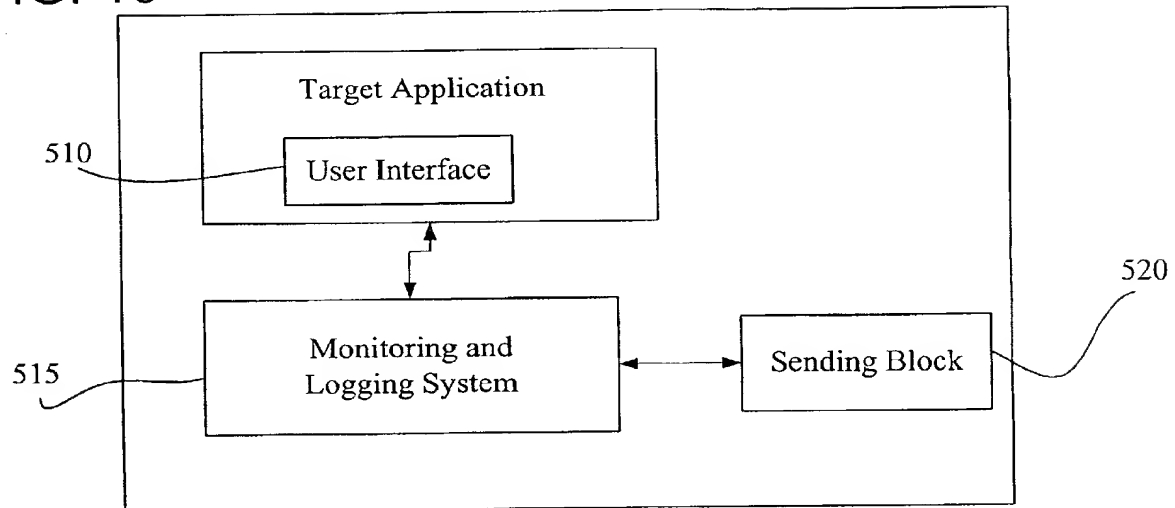 Target Application
510
User Interface
520
515
Monitoring and
Logging System
Sending Block